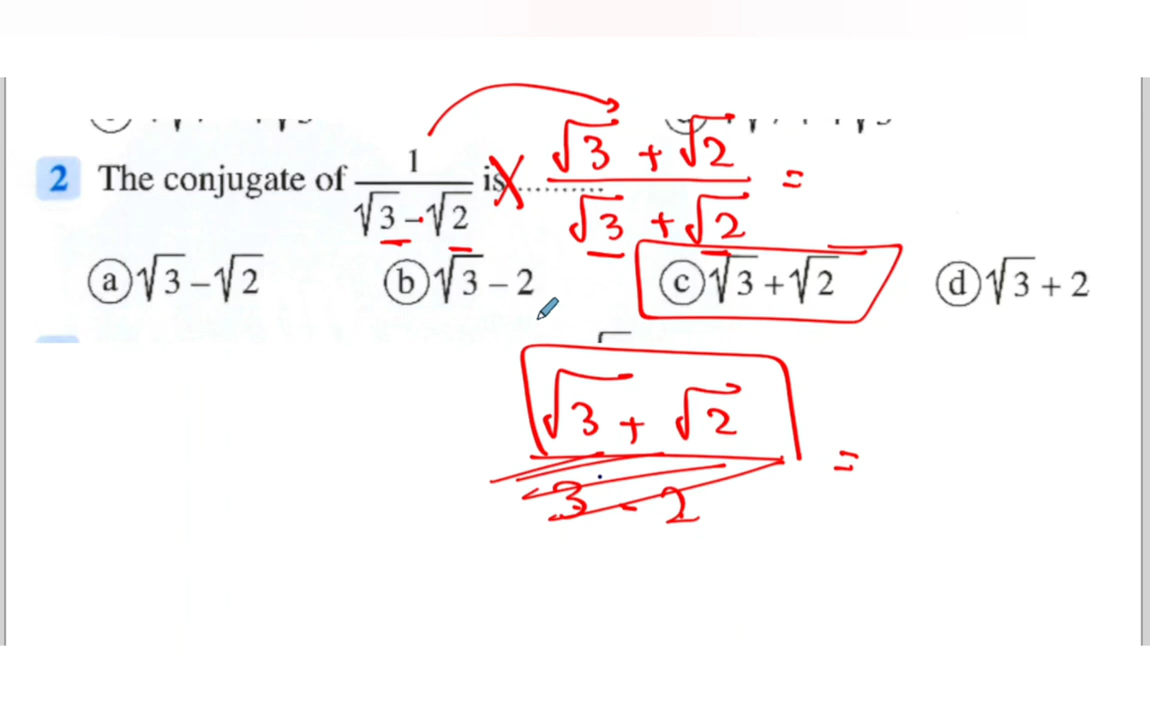 2 The conjugate of 1/(√3-√2) is .......... × (√3 + √2)/(√3 + √2) =
ⓐ √3 - √2 ⓑ √3 - 2 ⓒ √3 + √2 ⓓ √3 + 2
(√3 + √2)/(3 - 2) =